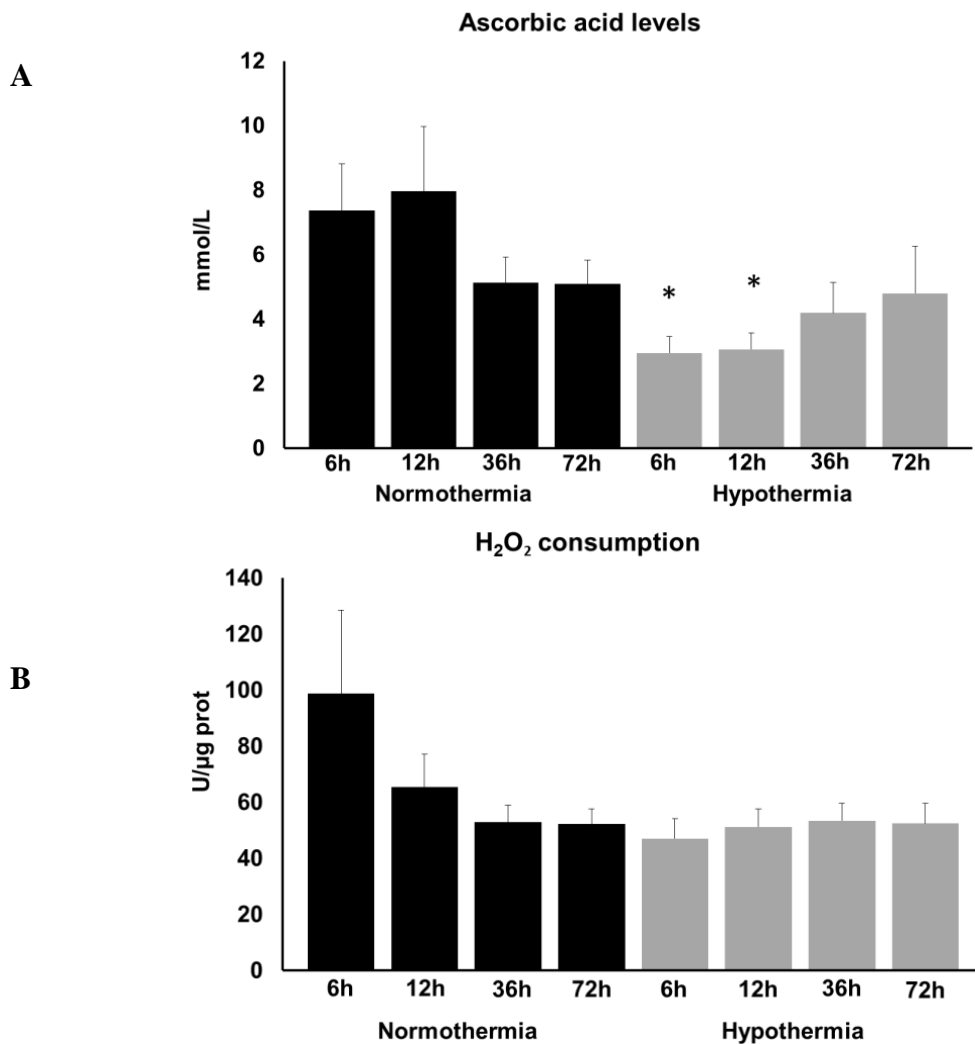 Ascorbic acid levels
A
12
10
8
6
4
2
0
mmol/L
* *
6h 12h 36h 72h 6h 12h 36h 72h
Normothermia Hypothermia
H₂O₂ consumption
B
140
120
100
80
60
40
20
0
U/µg prot
6h 12h 36h 72h 6h 12h 36h 72h
Normothermia Hypothermia